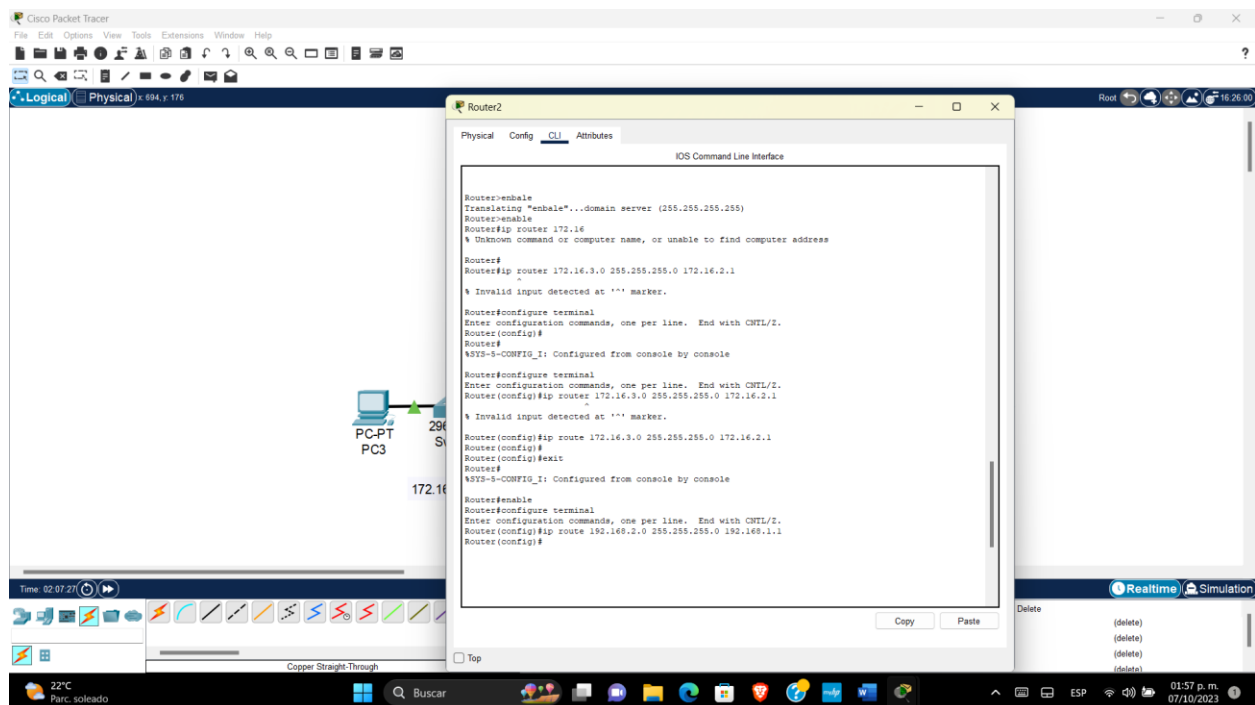 Cisco Packet Tracer
File Edit Options View Tools Extensions Window Help
?
Logical Physical x: 694, y: 176
Root 16:26:00
Router2
Physical Config CLI Attributes
IOS Command Line Interface
Router>enbale
Translating "enbale"...domain server (255.255.255.255)
Router>enable
Router#ip router 172.16
% Unknown command or computer name, or unable to find computer address
Router#
Router#ip router 172.16.3.0 255.255.255.0 172.16.2.1
^
% Invalid input detected at '^' marker.
Router#configure terminal
Enter configuration commands, one per line. End with CNTL/Z.
Router(config)#
Router#
%SYS-5-CONFIG_I: Configured from console by console
Router#configure terminal
Enter configuration commands, one per line. End with CNTL/Z.
Router(config)#ip router 172.16.3.0 255.255.255.0 172.16.2.1
^
% Invalid input detected at '^' marker.
Router(config)#ip route 172.16.3.0 255.255.255.0 172.16.2.1
Router(config)#
Router(config)#exit
Router#
%SYS-5-CONFIG_I: Configured from console by console
Router#enable
Router#configure terminal
Enter configuration commands, one per line. End with CNTL/Z.
Router(config)#ip route 192.168.2.0 255.255.255.0 192.168.1.1
Router(config)#
Copy Paste
Top
PC-PT
PC3
296
172.16
Time: 02:07:27
Realtime Simulation
Copper Straight-Through
Delete
(delete)
(delete)
(delete)
(delete)
22°C
Parc. soleado
Buscar
ESP
01:57 p. m.
07/10/2023